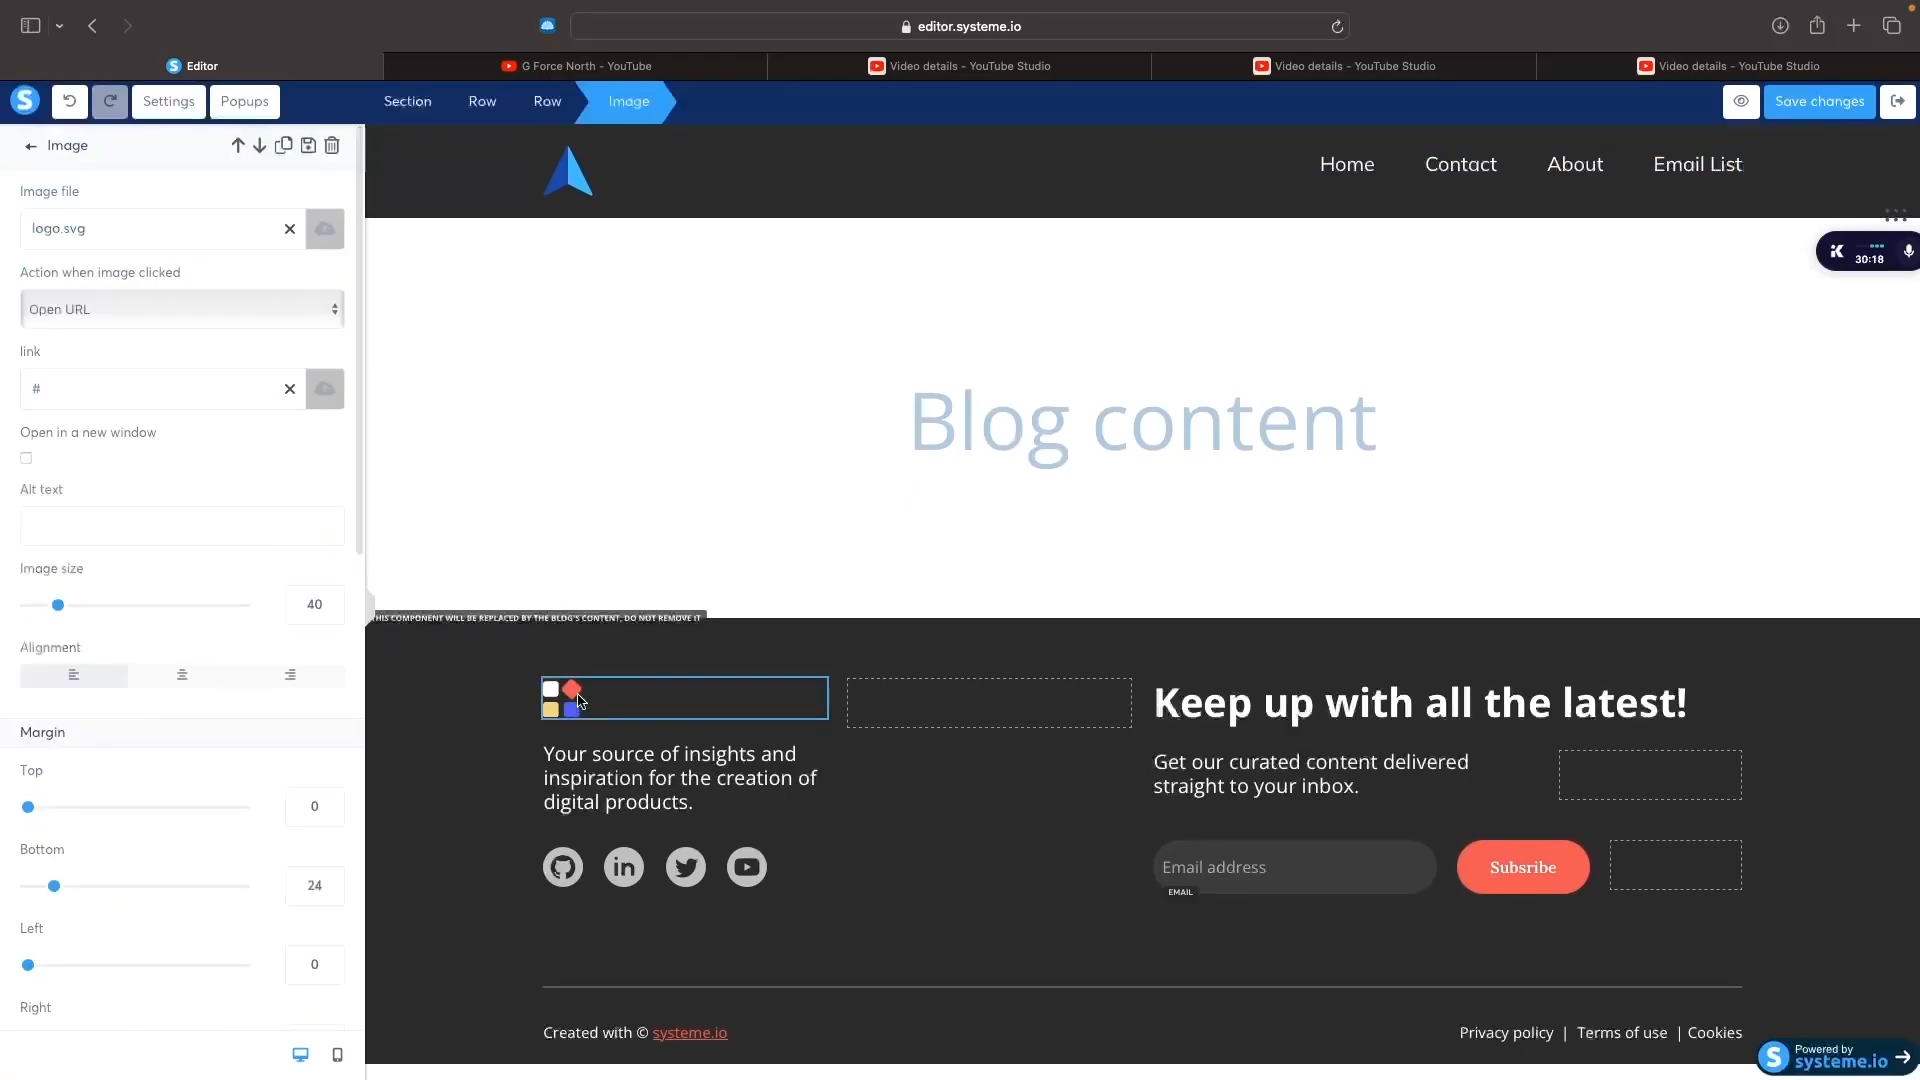 editor.systeme.io
Editor
G Force North - YouTube
Video details - YouTube Studio
Video details - YouTube Studio
Video details - YouTube Studio
Settings
Popups
Section
Row
Row
Image
Save changes
Image
Image file
logo.svg
Action when image clicked
Open URL
link
#
Open in a new window
Alt text
Image size
40
Alignment
Margin
Top
0
Bottom
24
Left
0
Right
Home
Contact
About
Email List
30:18
Blog content
THIS COMPONENT WILL BE REPLACED BY THE BLOG'S CONTENT, DO NOT REMOVE IT
Your source of insights and
inspiration for the creation of
digital products.
Keep up with all the latest!
Get our curated content delivered
straight to your inbox.
Email address
EMAIL
Subsribe
Created with © systeme.io
Privacy policy | Terms of use | Cookies
Powered by
systeme.io